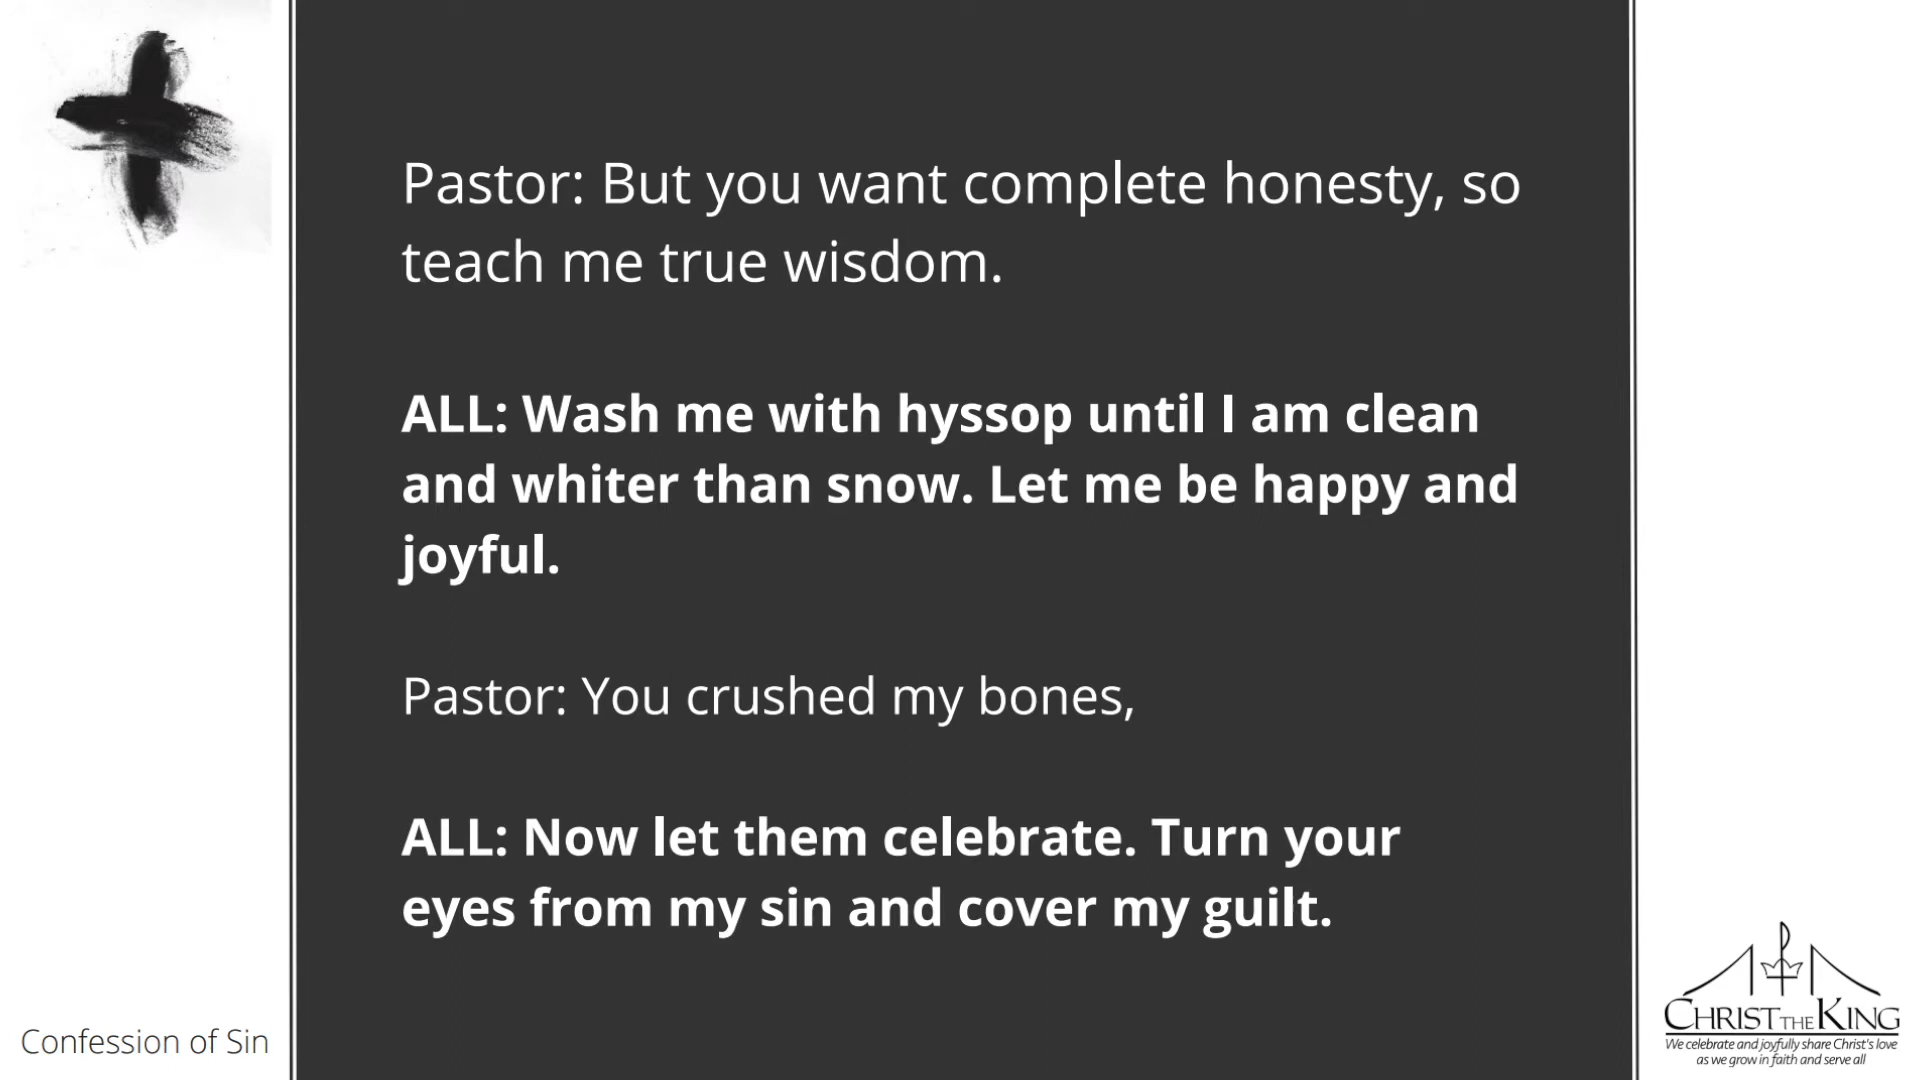 Pastor: But you want complete honesty, so
teach me true wisdom.
ALL: Wash me with hyssop until I am clean
and whiter than snow. Let me be happy and
joyful.
Pastor: You crushed my bones,
ALL: Now let them celebrate. Turn your
eyes from my sin and cover my guilt.
Confession of Sin
CHRIST THE KING
We celebrate and joyfully share Christ's love
as we grow in faith and serve all